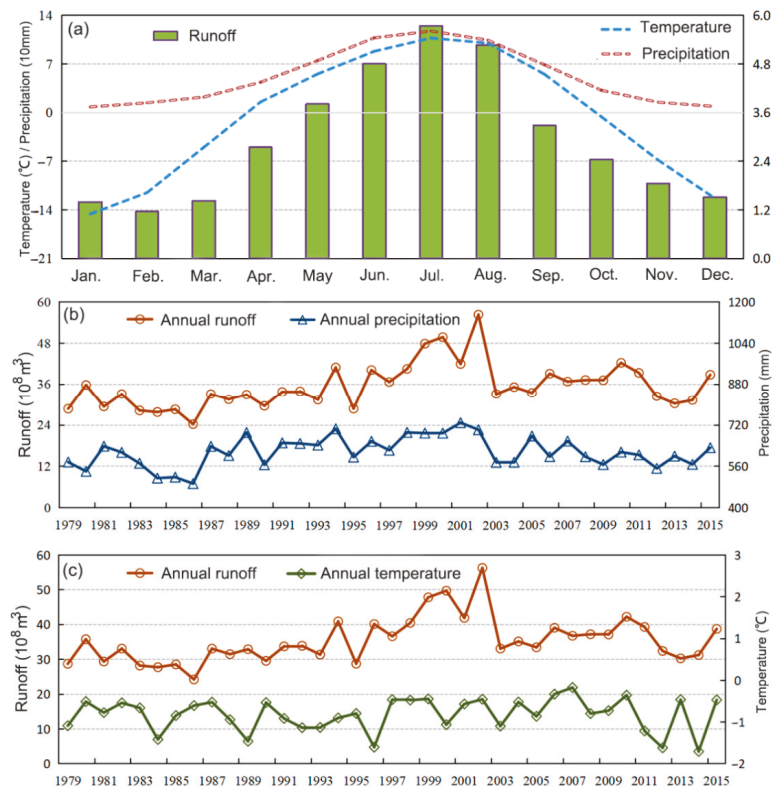 (a)
Runoff
Temperature
Precipitation
Temperature (℃) / Precipitation (10mm)
14
7
0
−7
−14
−21
6.0
4.8
3.6
2.4
1.2
0.0
Precipitation (mm)
Jan. Feb. Mar. Apr. May Jun. Jul. Aug. Sep. Oct. Nov. Dec.
(b)
Annual runoff
Annual precipitation
Runoff (10⁸m³)
60
48
36
24
12
0
1200
1040
880
720
560
400
Precipitation (mm)
1979 1981 1983 1985 1987 1989 1991 1993 1995 1997 1999 2001 2003 2005 2007 2009 2011 2013 2015
(c)
Annual runoff
Annual temperature
Runoff (10⁸m³)
60
50
40
30
20
10
0
3
2
1
0
−1
−2
Temperature (℃)
1979 1981 1983 1985 1987 1989 1991 1993 1995 1997 1999 2001 2003 2005 2007 2009 2011 2013 2015